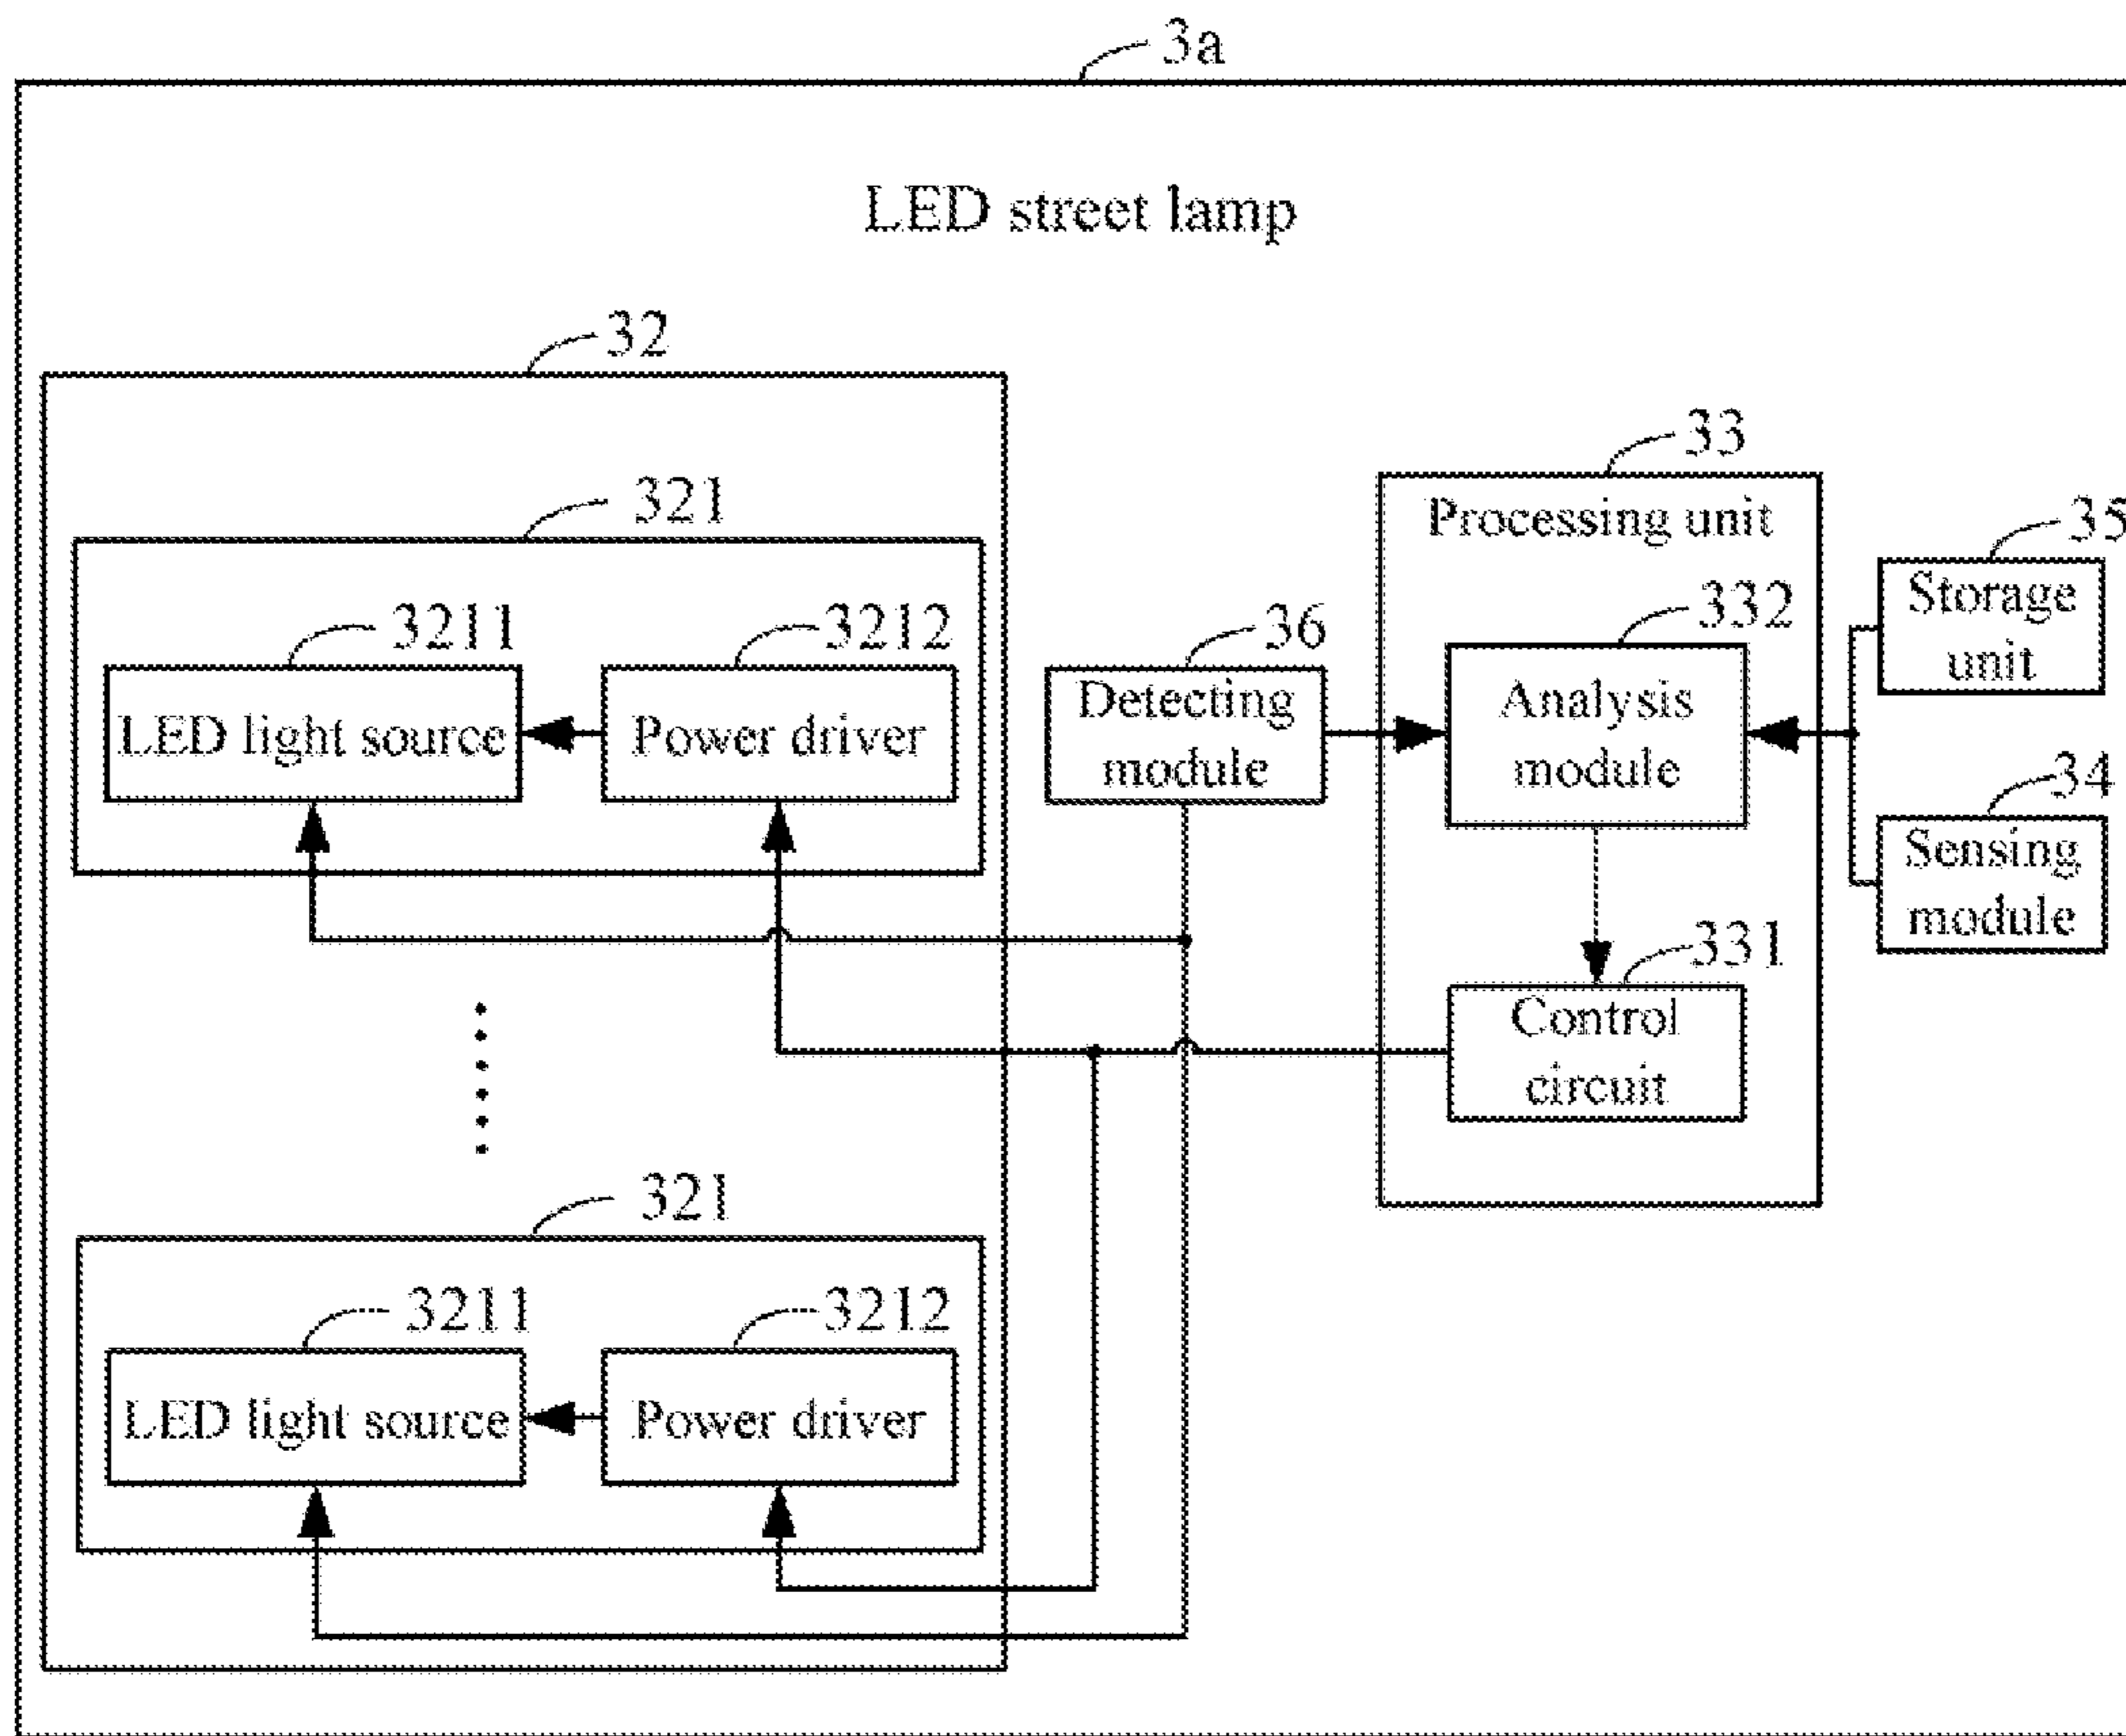 3a
LED street lamp
32
33
321
Processing unit
35
Storage
unit
3211
3212
36
332
LED light source
Power driver
Detecting
module
Analysis
module
34
Sensing
module
331
Control
circuit
321
3211
3212
LED light source
Power driver